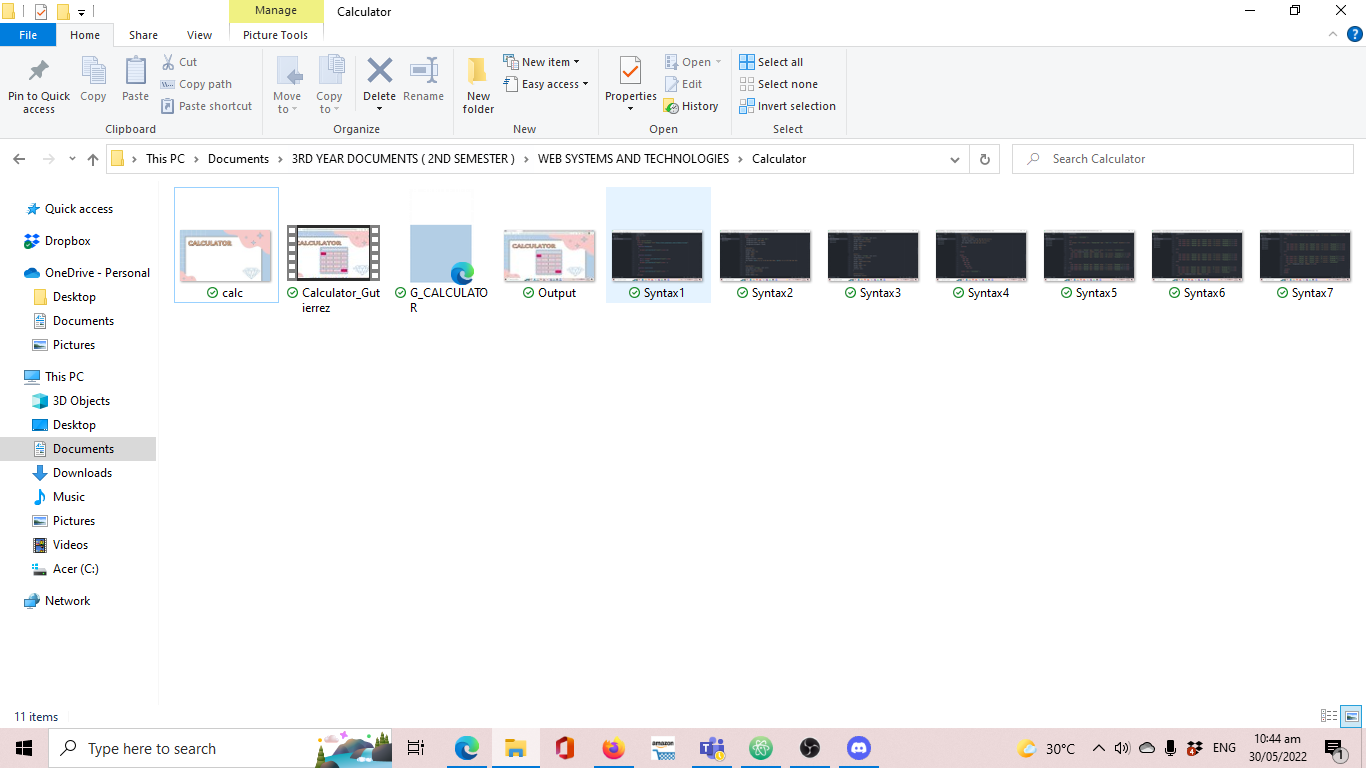 Manage
Calculator
File
Home
Share
View
Picture Tools
Pin to Quick access
Copy
Paste
Cut
Copy path
Paste shortcut
Clipboard
Move to
Copy to
Delete
Rename
Organize
New folder
New item
Easy access
New
Properties
Open
Edit
History
Open
Select all
Select none
Invert selection
Select
This PC
Documents
3RD YEAR DOCUMENTS ( 2ND SEMESTER )
WEB SYSTEMS AND TECHNOLOGIES
Calculator
Search Calculator
Quick access
Dropbox
OneDrive - Personal
Desktop
Documents
Pictures
This PC
3D Objects
Desktop
Documents
Downloads
Music
Pictures
Videos
Acer (C:)
Network
CALCULATOR
calc
CALCULATOR
Calculator_Gut
ierrez
G_CALCULATO
R
CALCULATOR
Output
Syntax1
Syntax2
Syntax3
Syntax4
Syntax5
Syntax6
Syntax7
11 items
Type here to search
amazon
30°C
4
ENG
10:44 am
30/05/2022
1